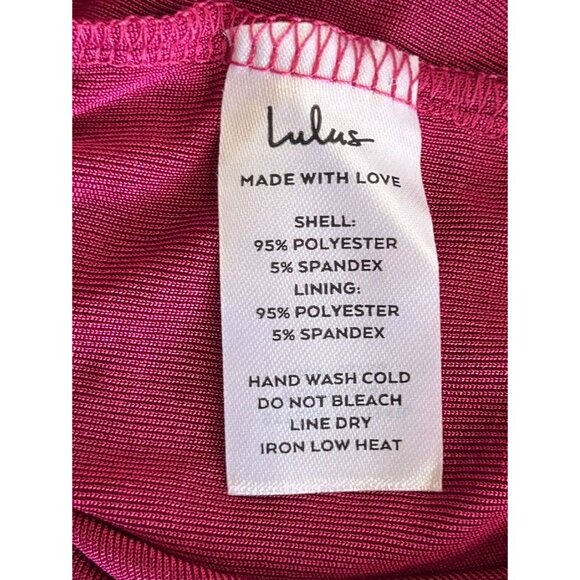 Lulus
MADE WITH LOVE
SHELL:
95% POLYESTER
5% SPANDEX
LINING:
95% POLYESTER
5% SPANDEX
HAND WASH COLD
DO NOT BLEACH
LINE DRY
IRON LOW HEAT